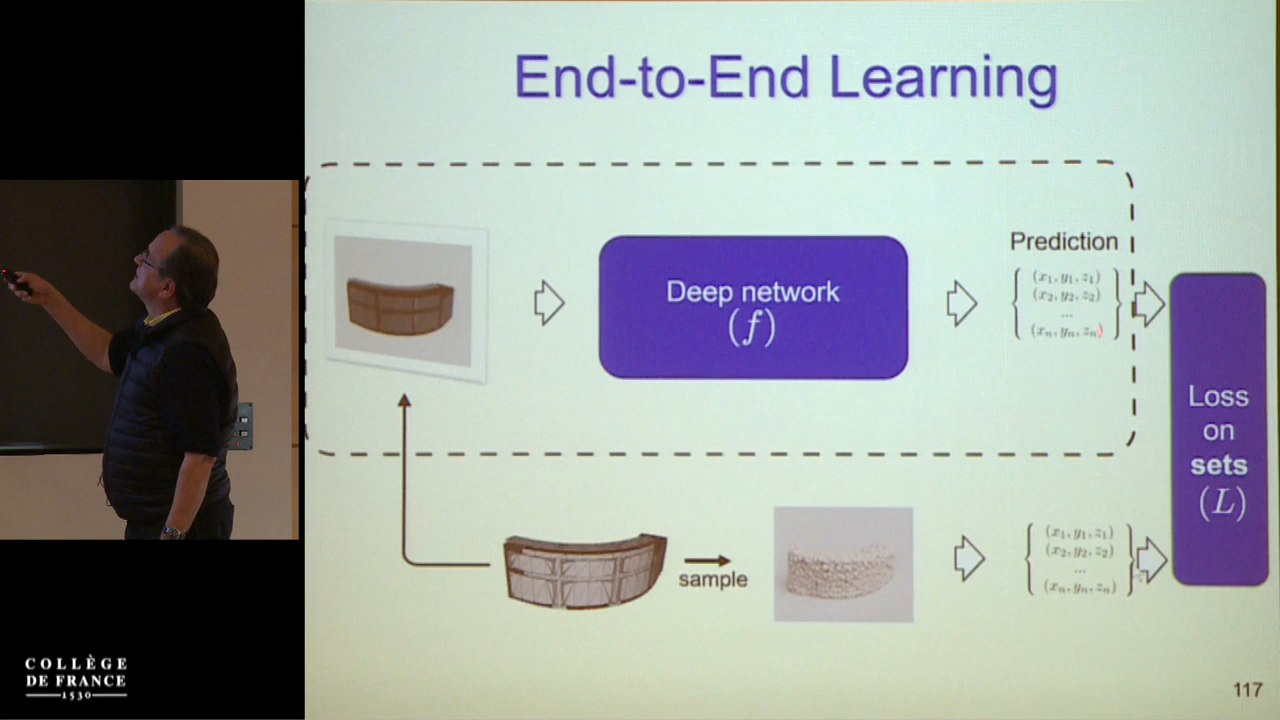 End-to-End Learning
Deep network
(f)
Prediction
(x₁, y₁, z₁)
(x₂, y₂, z₂)
...
(xₙ, yₙ, zₙ)
Loss
on
sets
(L)
sample
(x₁, y₁, z₁)
(x₂, y₂, z₂)
...
(xₙ, yₙ, zₙ)
COLLÈGE
DE FRANCE
1530
117